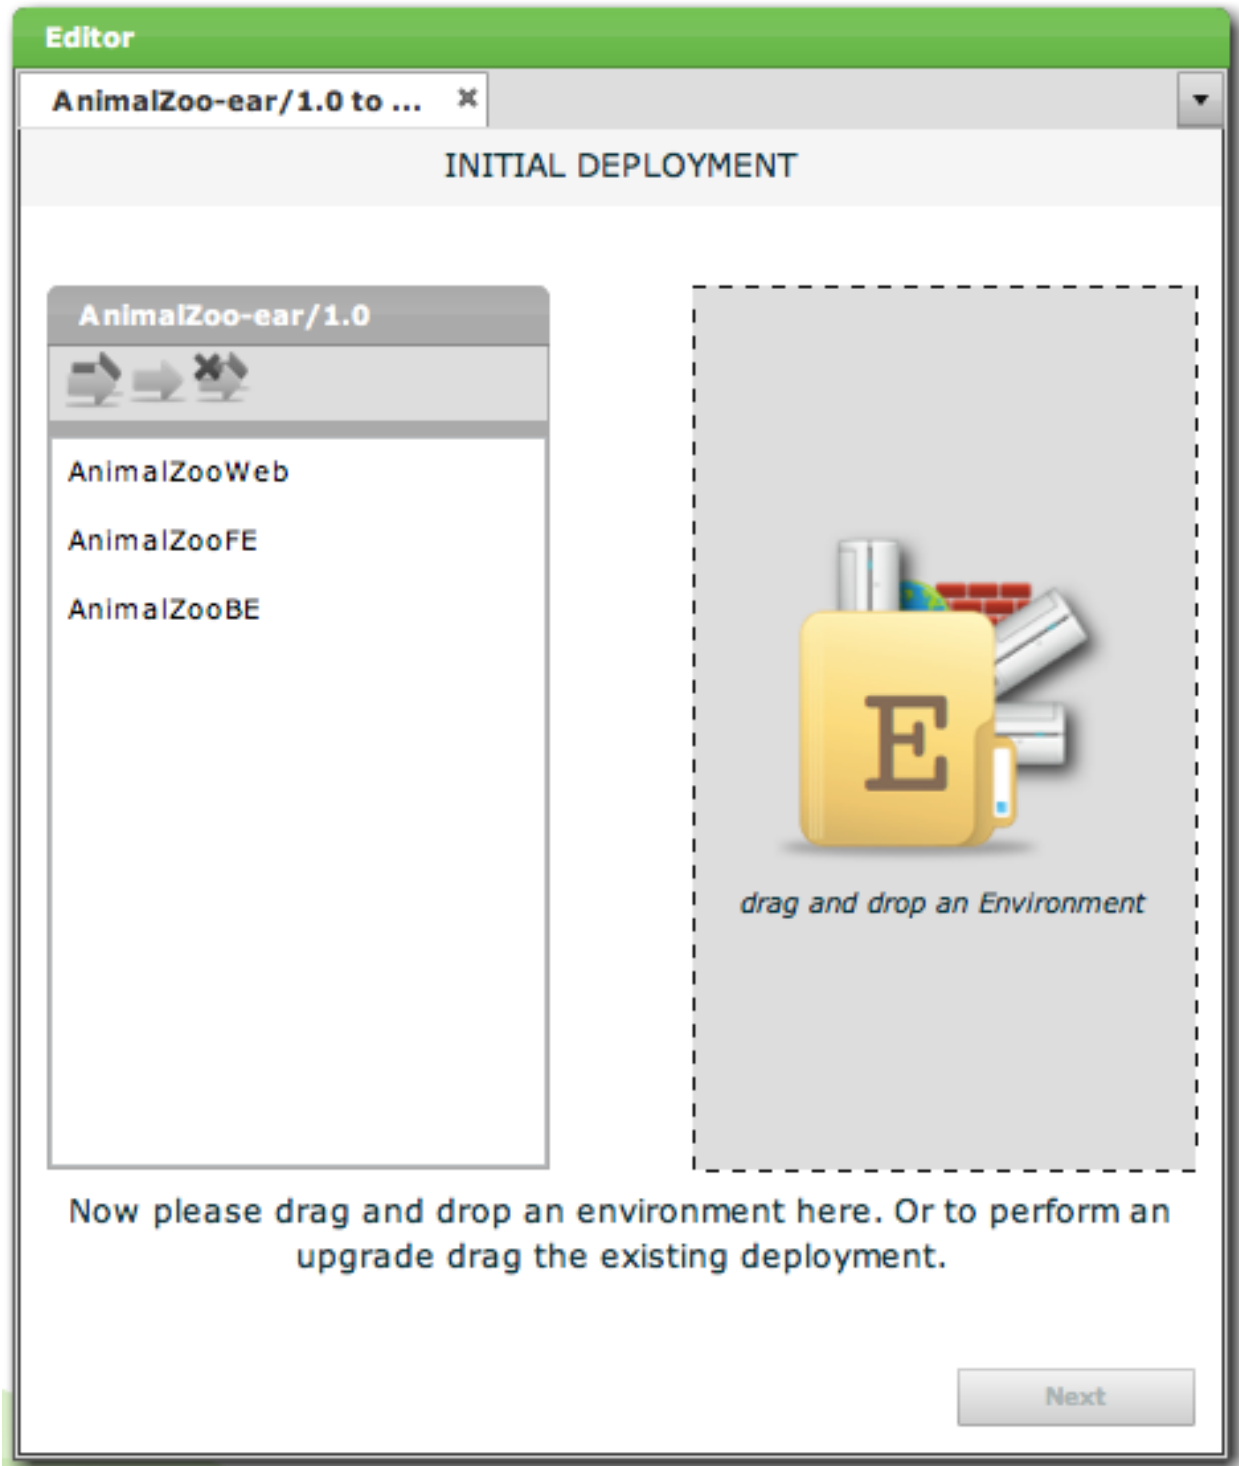 Editor
AnimalZoo-ear/1.0 to ...
INITIAL DEPLOYMENT
AnimalZoo-ear/1.0
AnimalZooWeb
AnimalZooFE
AnimalZooBE
E
drag and drop an Environment
Now please drag and drop an environment here. Or to perform an
upgrade drag the existing deployment.
Next